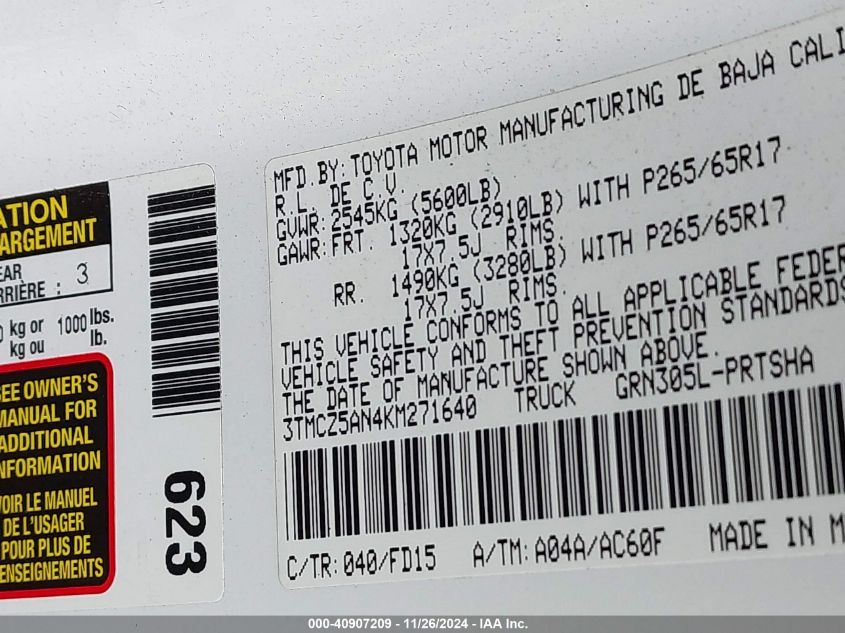 ATION
ARGEMENT
EAR
RRIÈRE : 3
kg or 1000 lbs.
kg ou lb.
SEE OWNER'S
MANUAL FOR
ADDITIONAL
INFORMATION
VOIR LE MANUEL
DE L'USAGER
POUR PLUS DE
RENSEIGNEMENTS
623
MFD. BY: TOYOTA MOTOR MANUFACTURING DE BAJA CALI
R.L. DE C.V.
GVWR: 2545KG (5600LB)
GAWR: FRT. 1320KG (2910LB) WITH P265/65R17
17X7.5J RIMS.
RR. 1490KG (3280LB) WITH P265/65R17
17X7.5J RIMS.
THIS VEHICLE CONFORMS TO ALL APPLICABLE FEDER
VEHICLE SAFETY AND THEFT PREVENTION STANDARDS
THE DATE OF MANUFACTURE SHOWN ABOVE.
3TMCZ5AN4KM271640 TRUCK GRN305L-PRTSHA
C/TR: 040/FD15 A/TM: A04A/AC60F MADE IN M
000-40907209 - 11/26/2024 - IAA Inc.